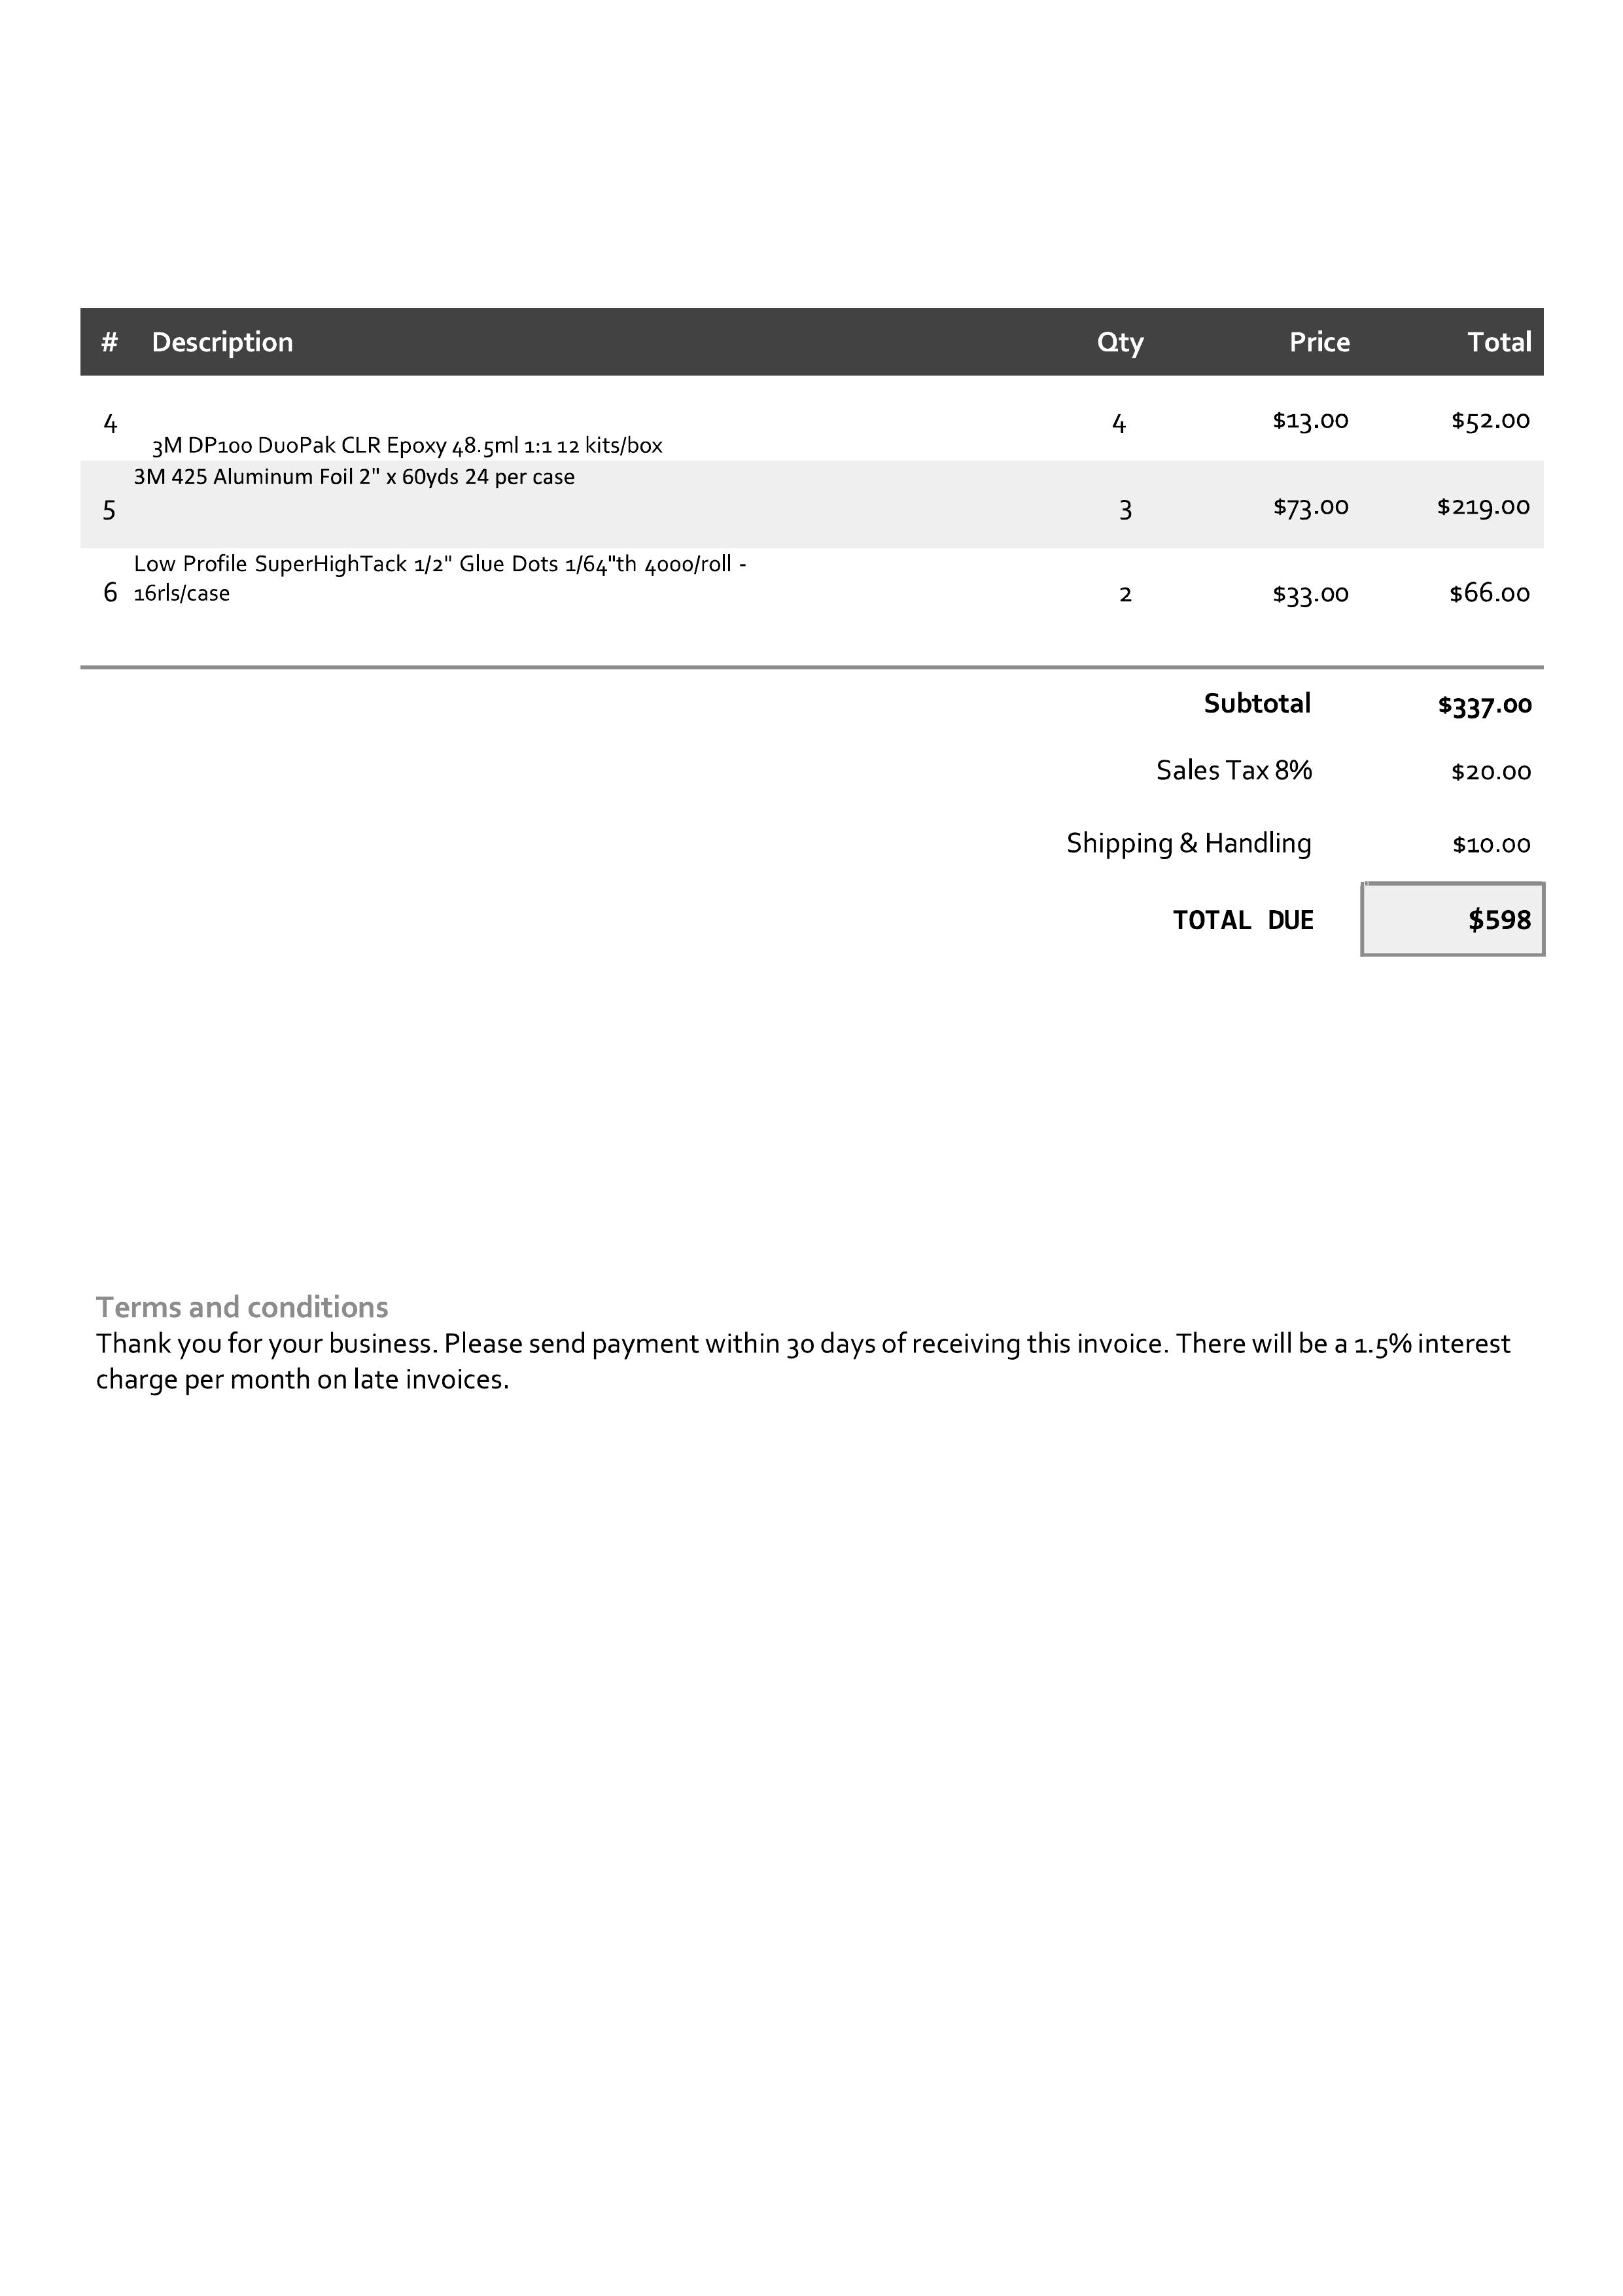 # Description Qty Price Total
4 3M DP100 DuoPak CLR Epoxy 48.5ml 1:1 12 kits/box 4 $13.00 $52.00
5 3M 425 Aluminum Foil 2" x 60yds 24 per case 3 $73.00 $219.00
Low Profile SuperHighTack 1/2" Glue Dots 1/64"th 4000/roll -
6 16rls/case 2 $33.00 $66.00
Subtotal $337.00
Sales Tax 8% $20.00
Shipping & Handling $10.00
TOTAL DUE $598
Terms and conditions
Thank you for your business. Please send payment within 30 days of receiving this invoice. There will be a 1.5% interest
charge per month on late invoices.